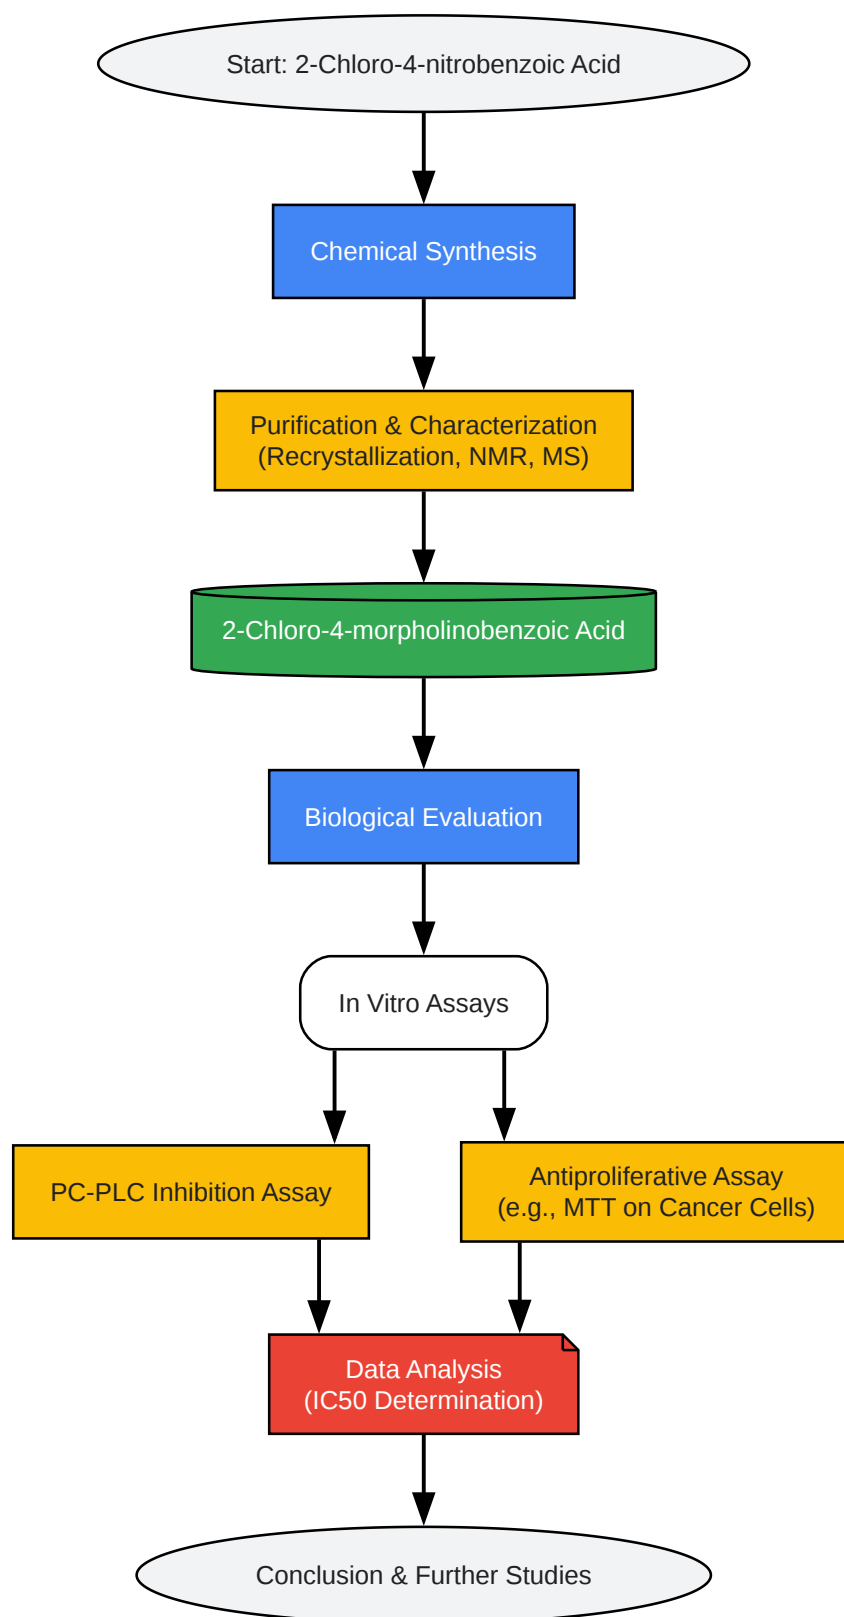 Start: 2-Chloro-4-nitrobenzoic Acid
Chemical Synthesis
Purification & Characterization
(Recrystallization, NMR, MS)
2-Chloro-4-morpholinobenzoic Acid
Biological Evaluation
In Vitro Assays
PC-PLC Inhibition Assay
Antiproliferative Assay
(e.g., MTT on Cancer Cells)
Data Analysis
(IC50 Determination)
Conclusion & Further Studies